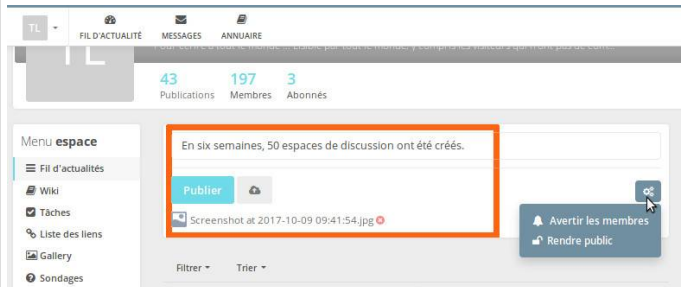 TL
FIL D'ACTUALITÉ MESSAGES ANNUAIRE
TL
43 197 3
Publications Membres Abonnés
Menu espace
Fil d'actualités
Wiki
Tâches
Liste des liens
Gallery
Sondages
En six semaines, 50 espaces de discussion ont été créés.
Publier
Screenshot at 2017-10-09 09:41:54.jpg
Avertir les membres
Rendre public
Filtrer Trier